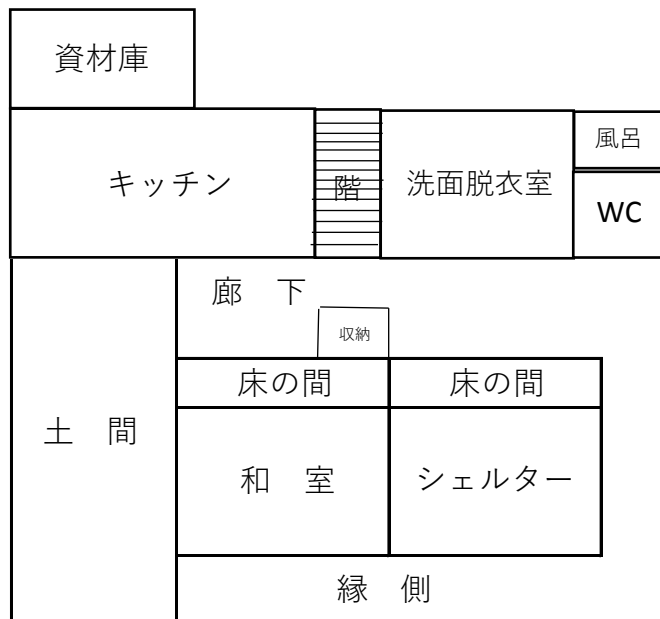 資材庫
キッチン
階
洗面脱衣室
風呂
WC
廊　下
収納
床の間
床の間
土　間
和　室
シェルター
縁　側